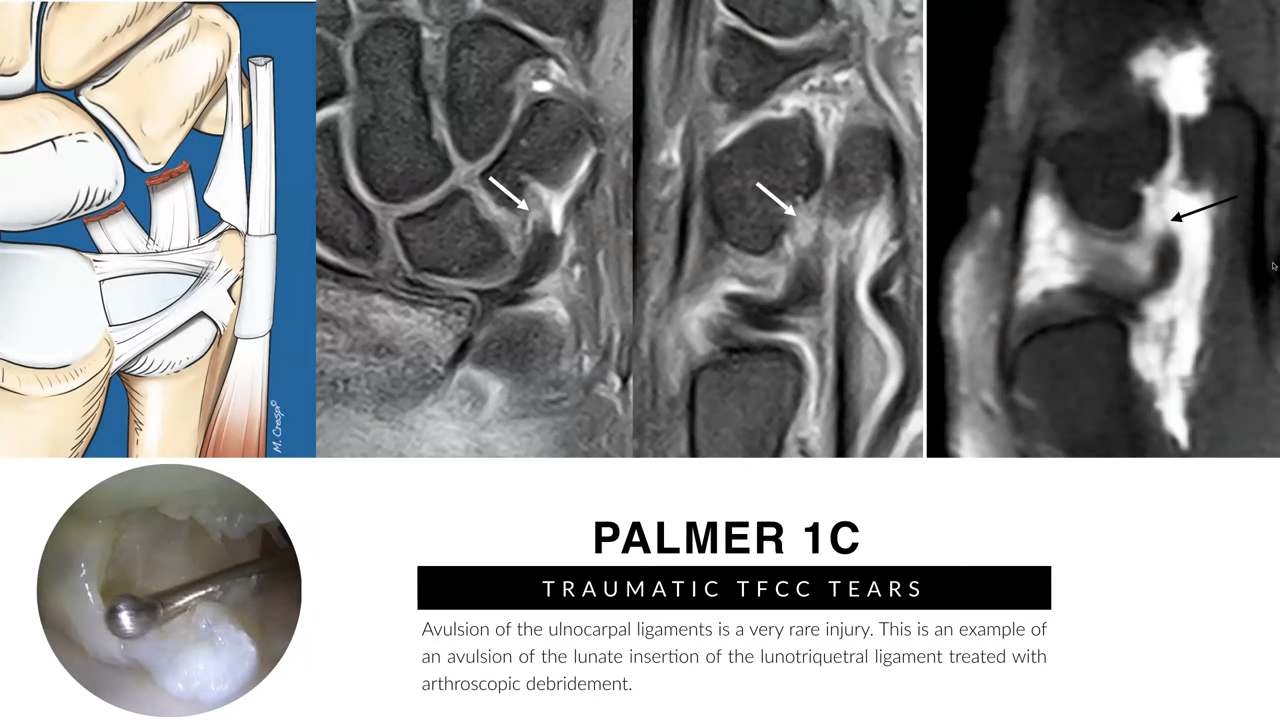 M. Crespi©
PALMER 1C
TRAUMATIC TFCC TEARS
Avulsion of the ulnocarpal ligaments is a very rare injury. This is an example of
an avulsion of the lunate insertion of the lunotriquetral ligament treated with
arthroscopic debridement.